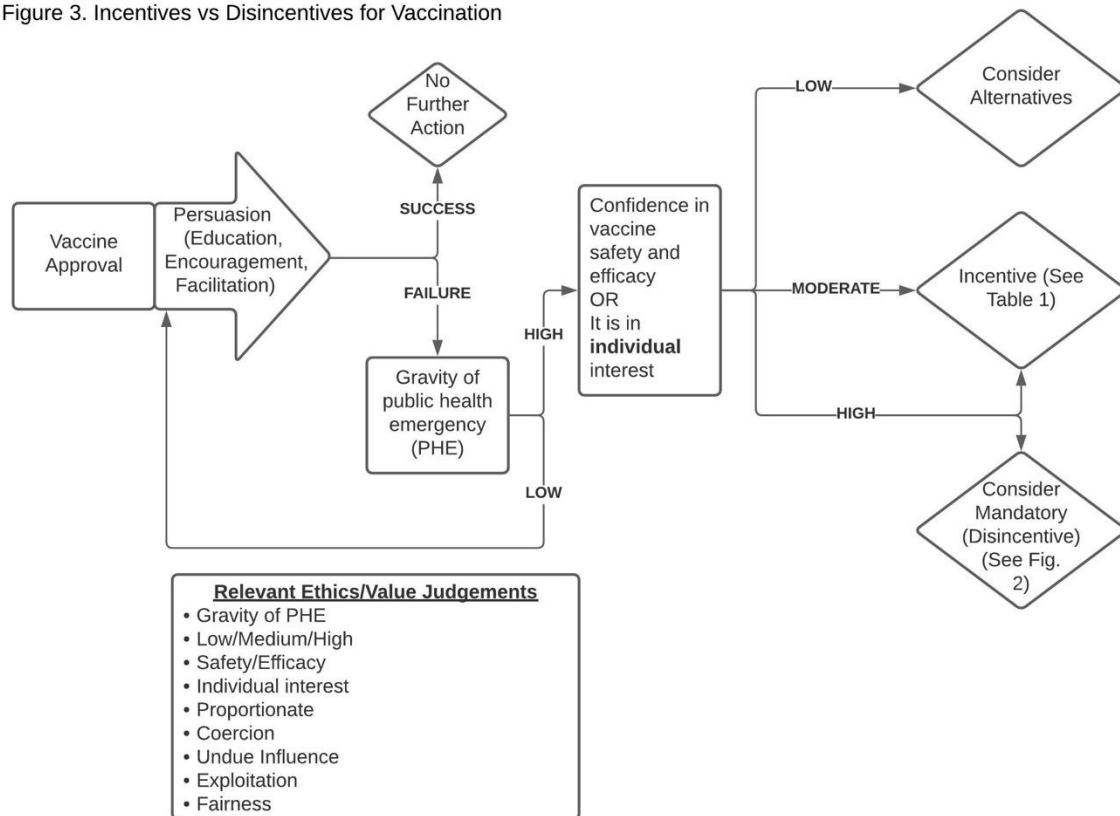 Figure 3. Incentives vs Disincentives for Vaccination
No
Further
Action
LOW
Consider
Alternatives
Vaccine
Approval
Persuasion
(Education,
Encouragement,
Facilitation)
SUCCESS
FAILURE
Gravity of
public health
emergency
(PHE)
HIGH
LOW
Confidence in
vaccine
safety and
efficacy
OR
It is in
individual
interest
MODERATE
Incentive (See
Table 1)
HIGH
Consider
Mandatory
(Disincentive)
(See Fig.
2)
Relevant Ethics/Value Judgements
• Gravity of PHE
• Low/Medium/High
• Safety/Efficacy
• Individual interest
• Proportionate
• Coercion
• Undue Influence
• Exploitation
• Fairness